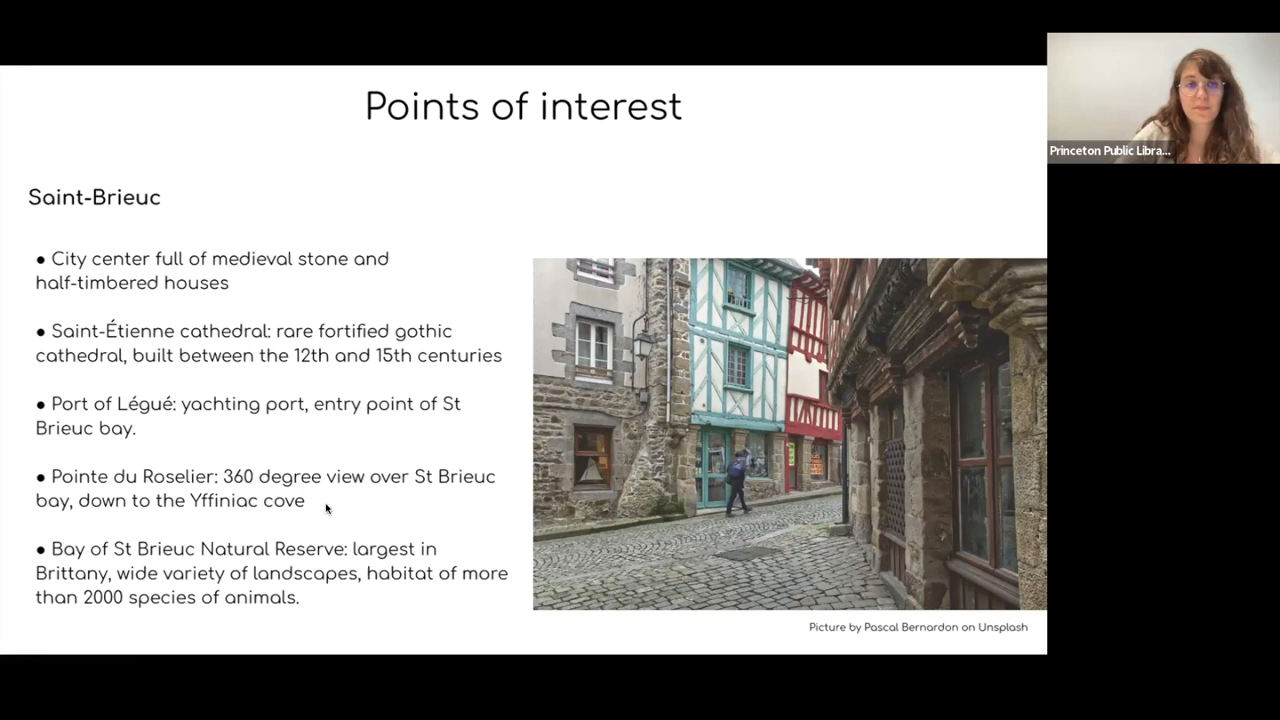 Points of interest
Princeton Public Libra...
Saint-Brieuc
● City center full of medieval stone and
half-timbered houses
● Saint-Étienne cathedral: rare fortified gothic
cathedral, built between the 12th and 15th centuries
● Port of Légué: yachting port, entry point of St
Brieuc bay.
● Pointe du Roselier: 360 degree view over St Brieuc
bay, down to the Yffiniac cove
● Bay of St Brieuc Natural Reserve: largest in
Brittany, wide variety of landscapes, habitat of more
than 2000 species of animals.
Picture by Pascal Bernardon on Unsplash